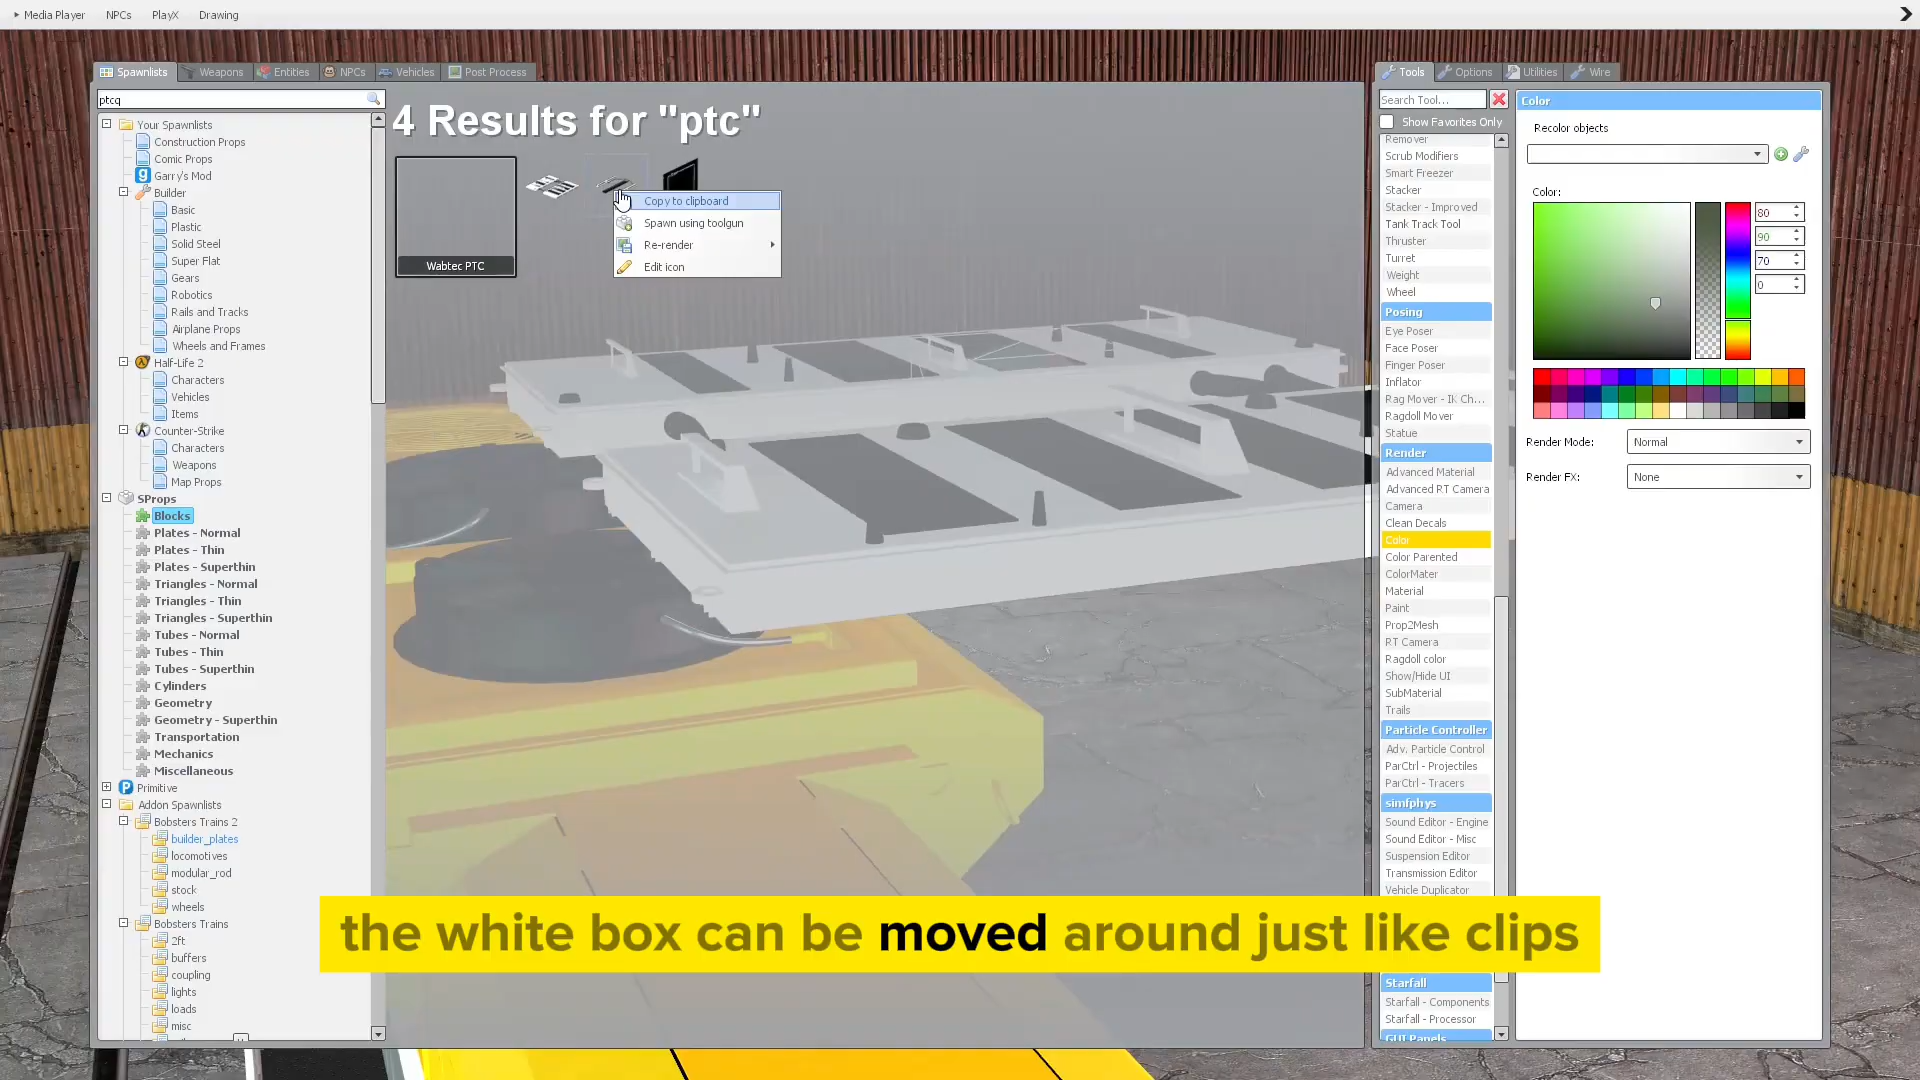 Media Player NPCs PlayX Drawing
Spawnlists Weapons Entities NPCs Vehicles Post Process
ptcq
Your Spawnlists
Construction Props
Comic Props
Garry's Mod
Builder
Basic
Plastic
Solid Steel
Super Flat
Gears
Robotics
Rails and Tracks
Airplane Props
Wheels and Frames
Half-Life 2
Characters
Vehicles
Items
Counter-Strike
Characters
Weapons
Map Props
SProps
Blocks
Plates - Normal
Plates - Thin
Plates - Superthin
Triangles - Normal
Triangles - Thin
Triangles - Superthin
Tubes - Normal
Tubes - Thin
Tubes - Superthin
Cylinders
Geometry
Geometry - Superthin
Transportation
Mechanics
Miscellaneous
Primitive
Addon Spawnlists
Bobsters Trains 2
builder_plates
locomotives
modular_rod
stock
wheels
Bobsters Trains
2ft
buffers
coupling
lights
loads
misc
4 Results for "ptc"
Wabtec PTC
Copy to clipboard
Spawn using toolgun
Re-render
Edit icon
the white box can be moved around just like clips
Tools Options Utilities Wire
Search Tool...
Show Favorites Only
Remover
Scrub Modifiers
Smart Freezer
Stacker
Stacker - Improved
Tank Track Tool
Thruster
Turret
Weight
Wheel
Posing
Eye Poser
Face Poser
Finger Poser
Inflator
Rag Mover - IK Ch...
Ragdoll Mover
Statue
Render
Advanced Material
Advanced RT Camera
Camera
Clean Decals
Color
Color Parented
ColorMater
Material
Paint
Prop2Mesh
RT Camera
Ragdoll color
Show/Hide UI
SubMaterial
Trails
Particle Controller
Adv. Particle Control
ParCtrl - Projectiles
ParCtrl - Tracers
simfphys
Sound Editor - Engine
Sound Editor - Misc
Suspension Editor
Transmission Editor
Vehicle Duplicator
Starfall
Starfall - Components
Starfall - Processor
GUI Panels
Color
Recolor objects
Color:
80
90
70
0
Render Mode: Normal
Render FX: None